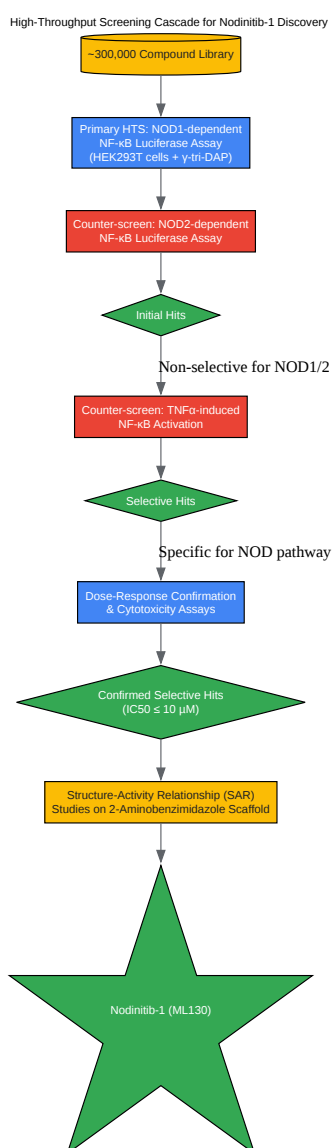 High-Throughput Screening Cascade for Nodinitib-1 Discovery
~300,000 Compound Library
Primary HTS: NOD1-dependent
NF-κB Luciferase Assay
(HEK293T cells + γ-tri-DAP)
Counter-screen: NOD2-dependent
NF-κB Luciferase Assay
Initial Hits
Non-selective for NOD1/2
Counter-screen: TNFα-induced
NF-κB Activation
Selective Hits
Specific for NOD pathway
Dose-Response Confirmation
& Cytotoxicity Assays
Confirmed Selective Hits
(IC50 ≤ 10 µM)
Structure-Activity Relationship (SAR)
Studies on 2-Aminobenzimidazole Scaffold
Nodinitib-1 (ML130)